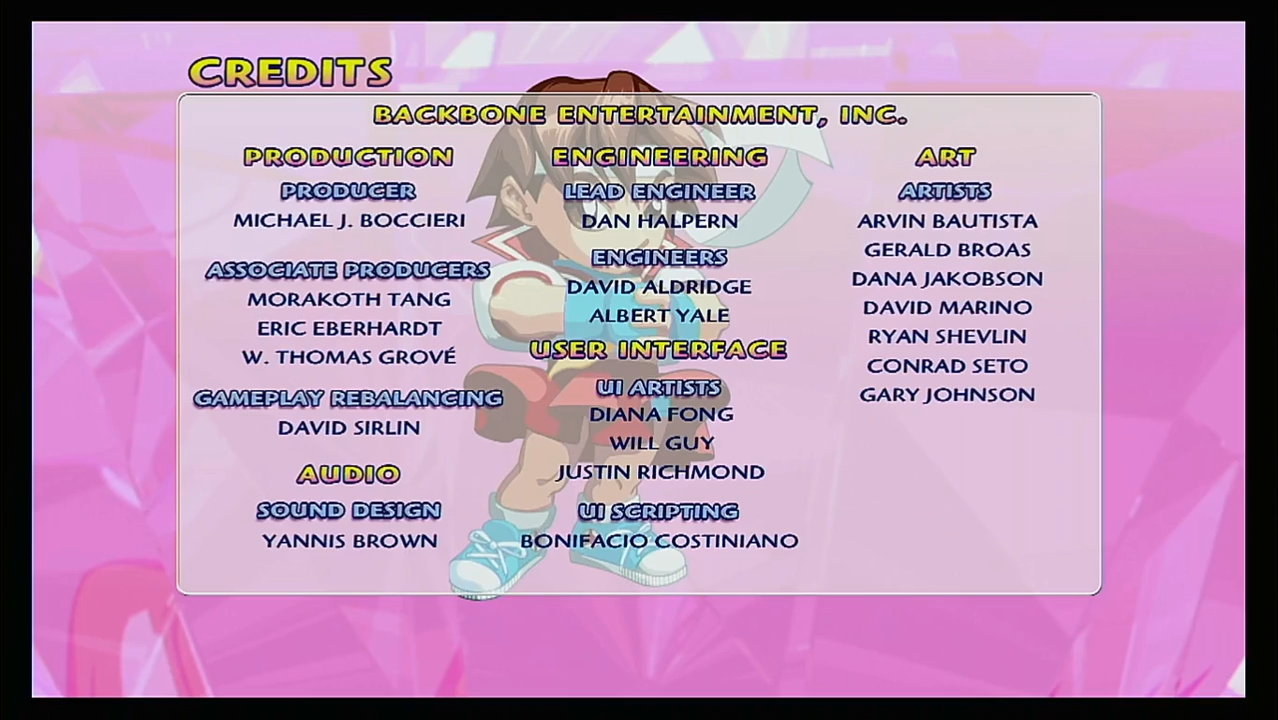 CREDITS
BACKBONE ENTERTAINMENT, INC.
PRODUCTION
PRODUCER
MICHAEL J. BOCCIERI
ASSOCIATE PRODUCERS
MORAKOTH TANG
ERIC EBERHARDT
W. THOMAS GROVÉ
GAMEPLAY REBALANCING
DAVID SIRLIN
AUDIO
SOUND DESIGN
YANNIS BROWN
ENGINEERING
LEAD ENGINEER
DAN HALPERN
ENGINEERS
DAVID ALDRIDGE
ALBERT YALE
USER INTERFACE
UI ARTISTS
DIANA FONG
WILL GUY
JUSTIN RICHMOND
UI SCRIPTING
BONIFACIO COSTINIANO
ART
ARTISTS
ARVIN BAUTISTA
GERALD BROAS
DANA JAKOBSON
DAVID MARINO
RYAN SHEVLIN
CONRAD SETO
GARY JOHNSON